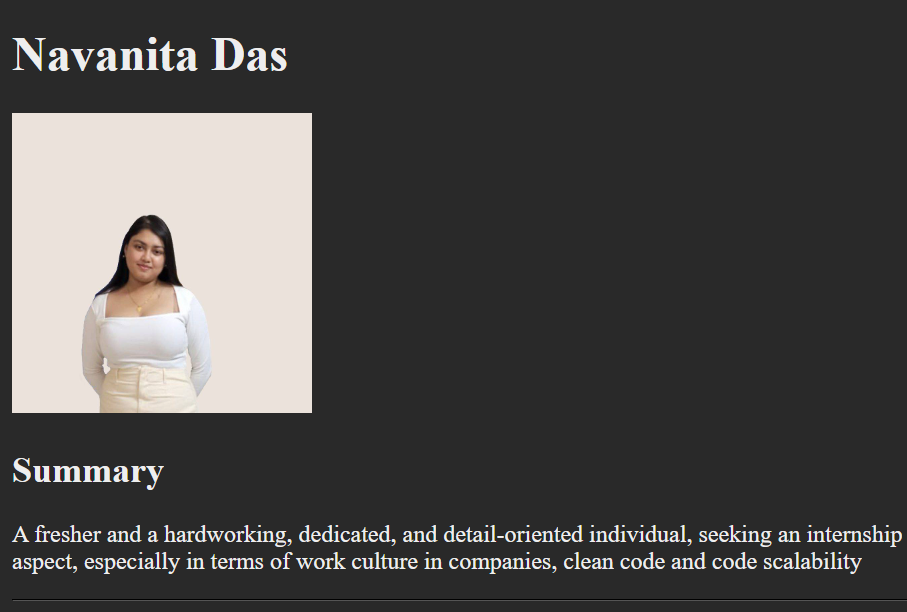 Navanita Das
Summary
A fresher and a hardworking, dedicated, and detail-oriented individual, seeking an internship
aspect, especially in terms of work culture in companies, clean code and code scalability